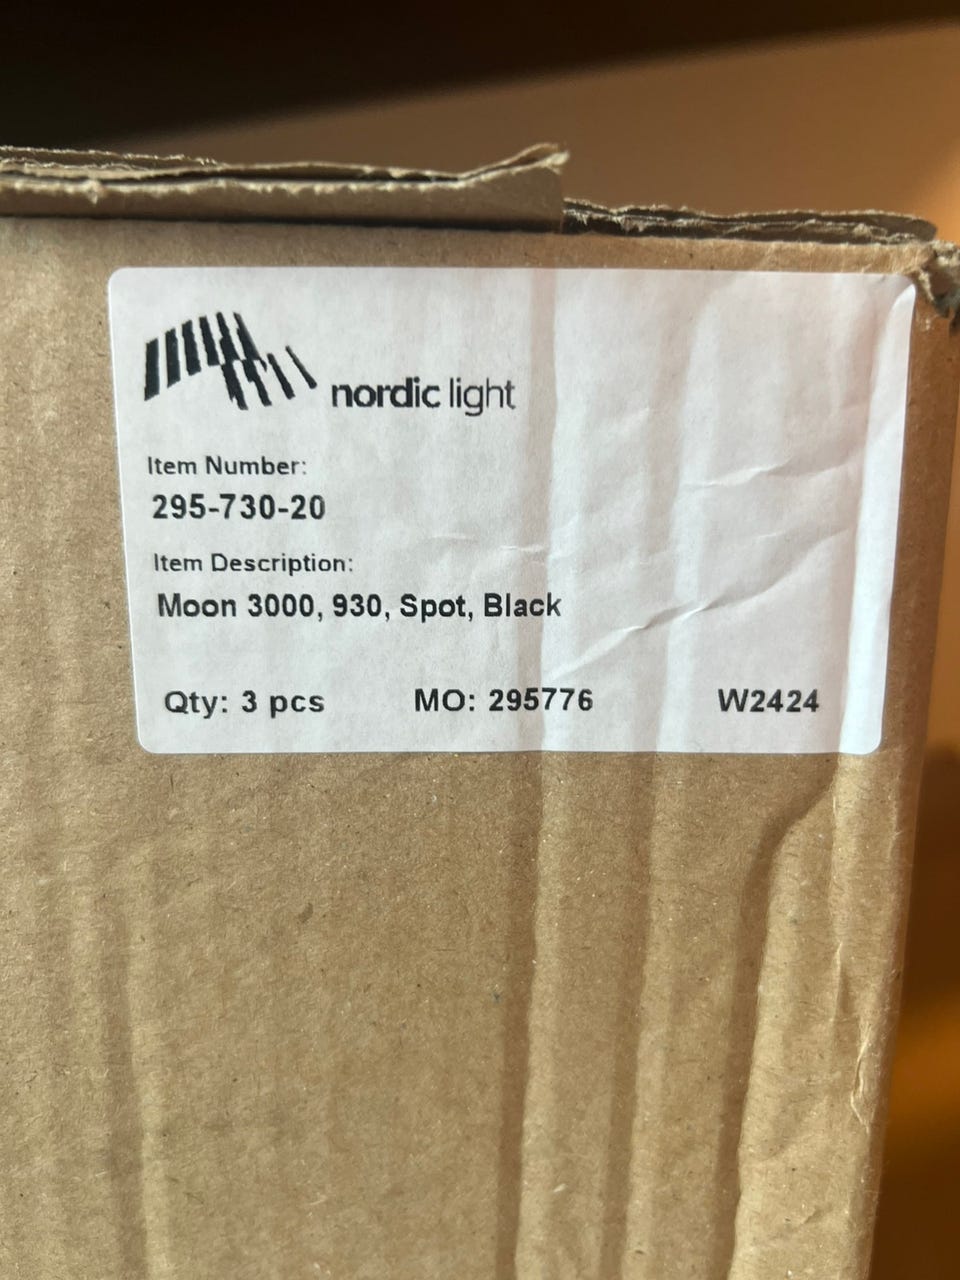 nordic light
Item Number:
295-730-20
Item Description:
Moon 3000, 930, Spot, Black
Qty: 3 pcs MO: 295776 W2424